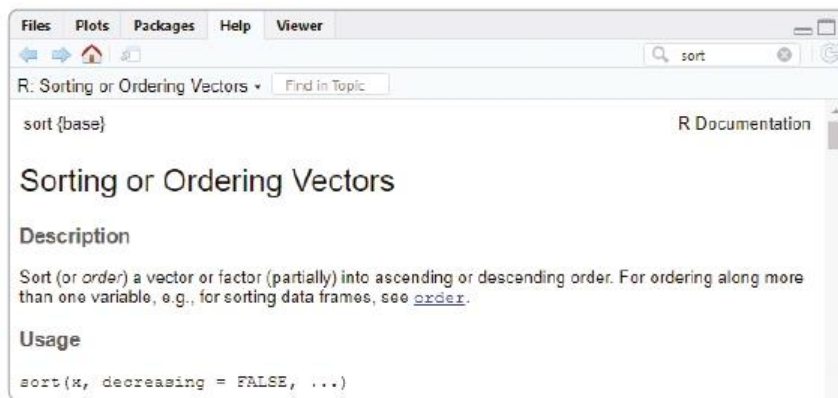 Files Plots Packages Help Viewer
sort
R: Sorting or Ordering Vectors Find in Topic
sort {base} R Documentation
Sorting or Ordering Vectors
Description
Sort (or order) a vector or factor (partially) into ascending or descending order. For ordering along more
than one variable, e.g., for sorting data frames, see order.
Usage
sort(x, decreasing = FALSE, ...)